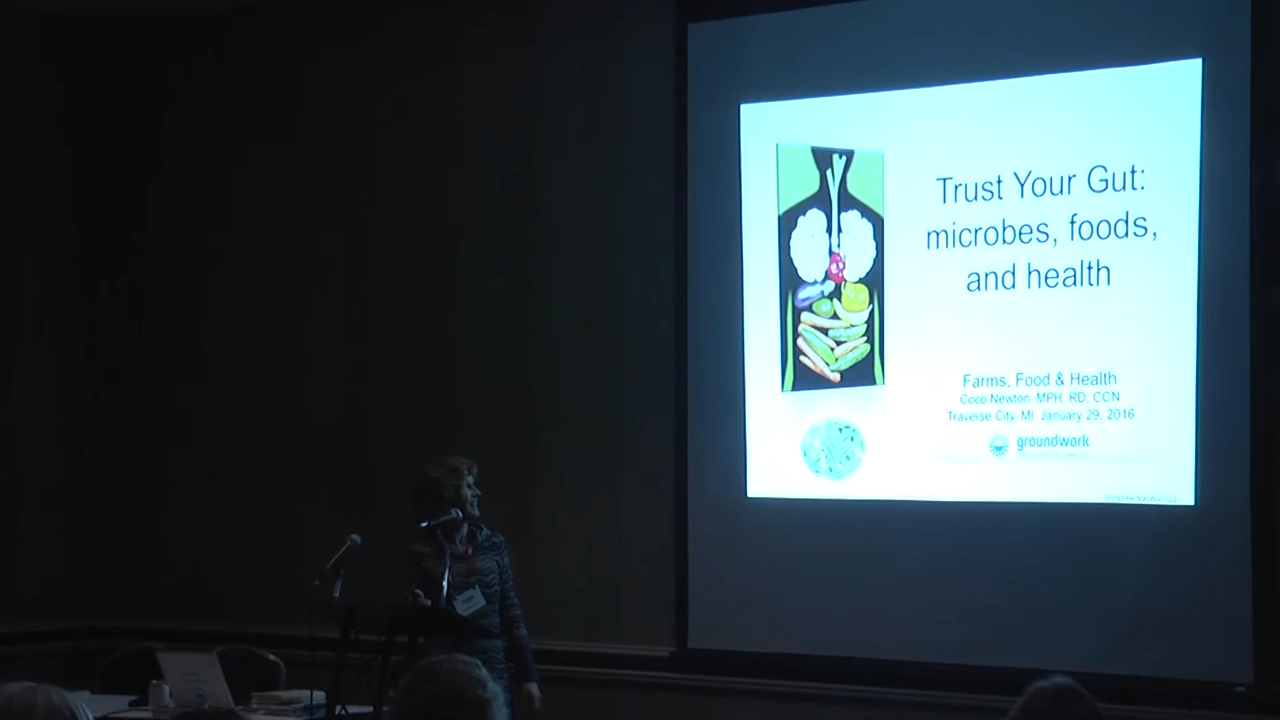 Trust Your Gut:
microbes, foods,
and health
Farms, Food & Health
Coco Newton, MPH, RD, CCN
Traverse City, MI January 29, 2016
groundwork